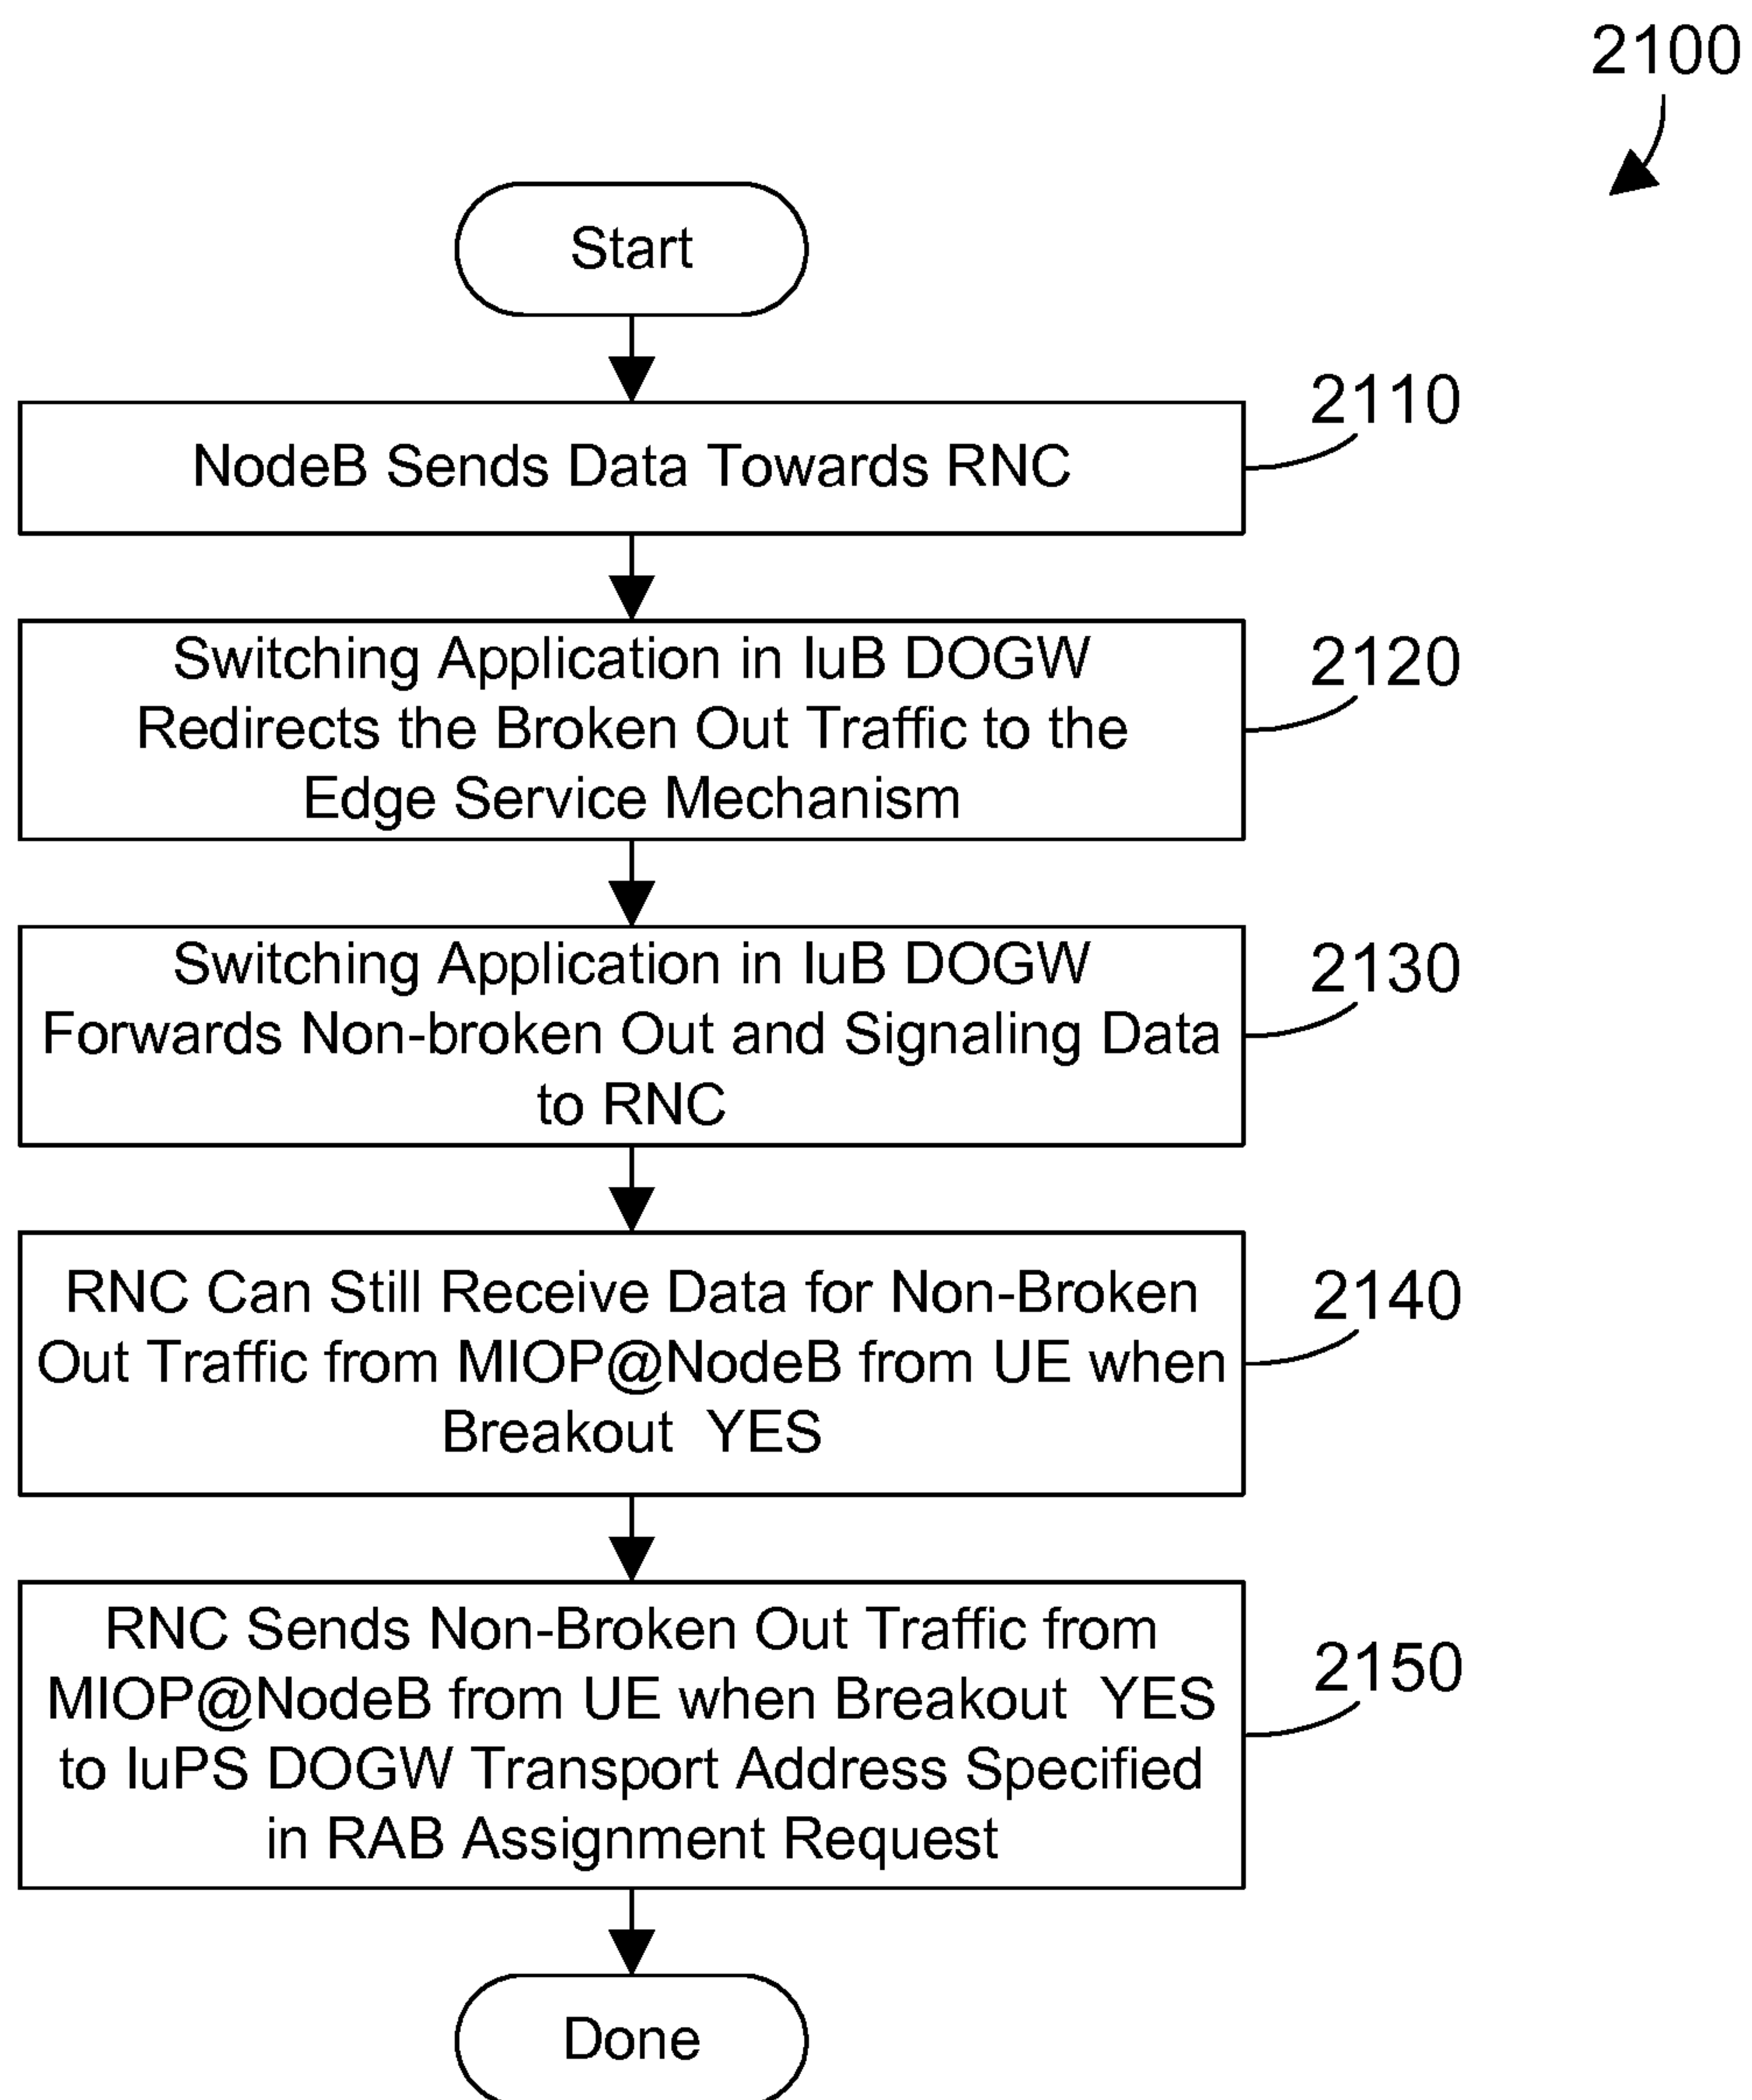 2100
Start
NodeB Sends Data Towards RNC
2110
Switching Application in IuB DOGW
Redirects the Broken Out Traffic to the
Edge Service Mechanism
2120
Switching Application in IuB DOGW
Forwards Non-broken Out and Signaling Data
to RNC
2130
RNC Can Still Receive Data for Non-Broken
Out Traffic from MIOP@NodeB from UE when
Breakout  YES
2140
RNC Sends Non-Broken Out Traffic from
MIOP@NodeB from UE when Breakout  YES
to IuPS DOGW Transport Address Specified
in RAB Assignment Request
2150
Done